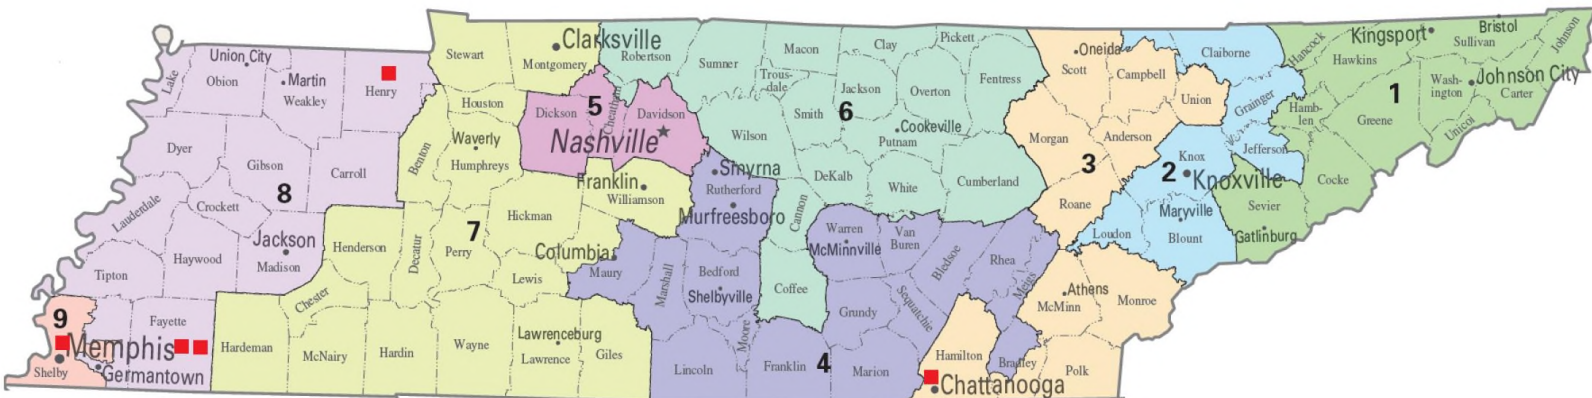 Union City
Obion
Lake
Martin
Weakley
Henry
Dyer
Gibson
Carroll
8
Lauderdale
Crockett
Haywood
Jackson
Madison
Tipton
Fayette
9
Memphis
Shelby
Germantown
Stewart
Clarksville
Montgomery
Houston
Waverly
Humphreys
Benton
Hickman
7
Perry
Decatur
Henderson
Chester
Lewis
Columbia
Franklin
Williamson
Hardeman
McNairy
Hardin
Wayne
Lawrenceburg
Lawrence
Giles
Dickson
5
Cheatham
Davidson
Nashville
Robertson
Sumner
Macon
Clay
Pickett
Trous-
dale
Jackson
Overton
Fentress
Smith
6
Wilson
Cookeville
Putnam
DeKalb
White
Cumberland
Cannon
Coffee
Smyrna
Rutherford
Murfreesboro
Maury
Marshall
Bedford
Shelbyville
Moore
Lincoln
Franklin
4
Marion
Grundy
Warren
McMinnville
Van
Buren
Bledsoe
Sequatchie
Rhea
Meigs
Bradley
Hamilton
Chattanooga
Oneida
Scott
Campbell
Union
Morgan
Anderson
3
Roane
Athens
McMinn
Monroe
Polk
Claiborne
Grainger
Jefferson
Knox
2
Knoxville
Maryville
Loudon
Blount
Hancock
Kingsport
Bristol
Sullivan
Johnson
Hawkins
Wash-
ington
Johnson City
Carter
1
Hamb-
len
Greene
Unicoi
Cocke
Sevier
Gatlinburg